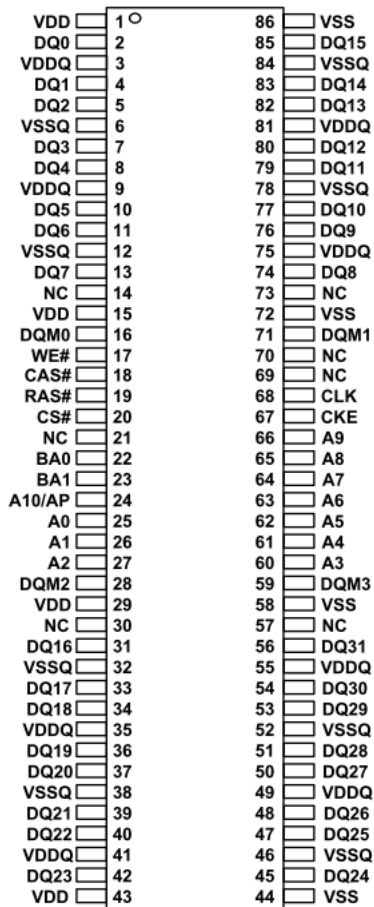 VDD 1 86 VSS
DQ0 2 85 DQ15
VDDQ 3 84 VSSQ
DQ1 4 83 DQ14
DQ2 5 82 DQ13
VSSQ 6 81 VDDQ
DQ3 7 80 DQ12
DQ4 8 79 DQ11
VDDQ 9 78 VSSQ
DQ5 10 77 DQ10
DQ6 11 76 DQ9
VSSQ 12 75 VDDQ
DQ7 13 74 DQ8
NC 14 73 NC
VDD 15 72 VSS
DQM0 16 71 DQM1
WE# 17 70 NC
CAS# 18 69 NC
RAS# 19 68 CLK
CS# 20 67 CKE
NC 21 66 A9
BA0 22 65 A8
BA1 23 64 A7
A10/AP 24 63 A6
A0 25 62 A5
A1 26 61 A4
A2 27 60 A3
DQM2 28 59 DQM3
VDD 29 58 VSS
NC 30 57 NC
DQ16 31 56 DQ31
VSSQ 32 55 VDDQ
DQ17 33 54 DQ30
DQ18 34 53 DQ29
VDDQ 35 52 VSSQ
DQ19 36 51 DQ28
DQ20 37 50 DQ27
VSSQ 38 49 VDDQ
DQ21 39 48 DQ26
DQ22 40 47 DQ25
VDDQ 41 46 VSSQ
DQ23 42 45 DQ24
VDD 43 44 VSS